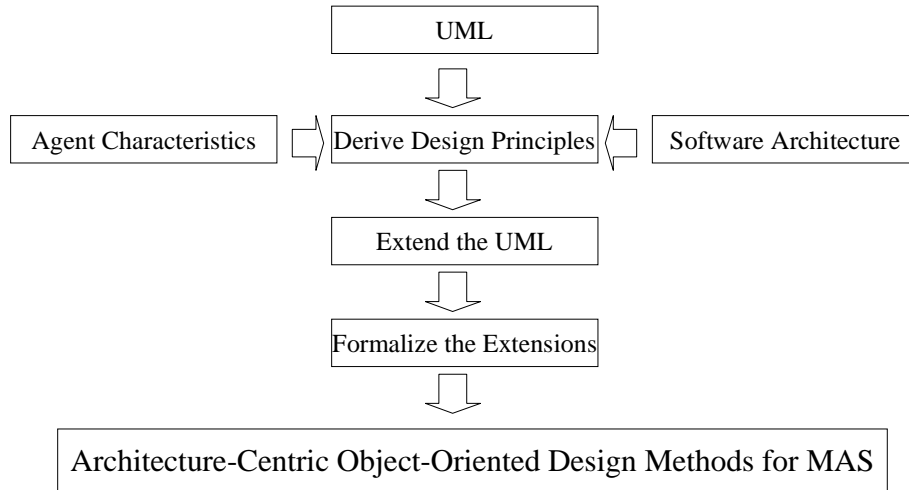 UML
Agent Characteristics
Derive Design Principles
Software Architecture
Extend the UML
Formalize the Extensions
Architecture-Centric Object-Oriented Design Methods for MAS